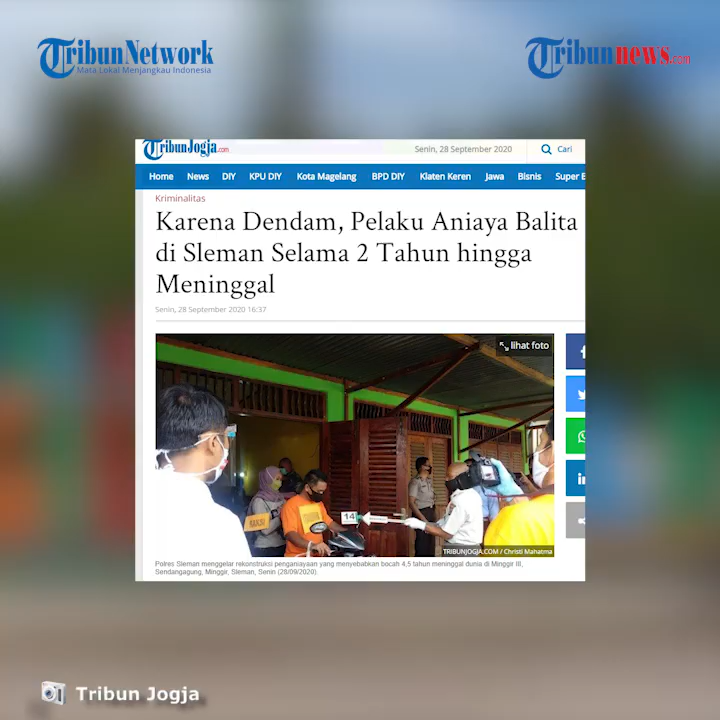 Tribun Network
Mata Lokal Menjangkau Indonesia
Tribunnews.com
TribunJogja.com
Senin, 28 September 2020
Cari
Home News DIY KPU DIY Kota Magelang BPD DIY Klaten Keren Jawa Bisnis Super
Kriminalitas
Karena Dendam, Pelaku Aniaya Balita
di Sleman Selama 2 Tahun hingga
Meninggal
Senin, 28 September 2020 16:37
lihat foto
SAKSI
14
TRIBUNJOGJA.COM / Christi Mahatma
Polres Sleman menggelar rekonstruksi penganiayaan yang menyebabkan bocah 4,5 tahun meninggal dunia di Minggir III,
Sendangagung, Minggir, Sleman, Senin (28/09/2020).
Tribun Jogja